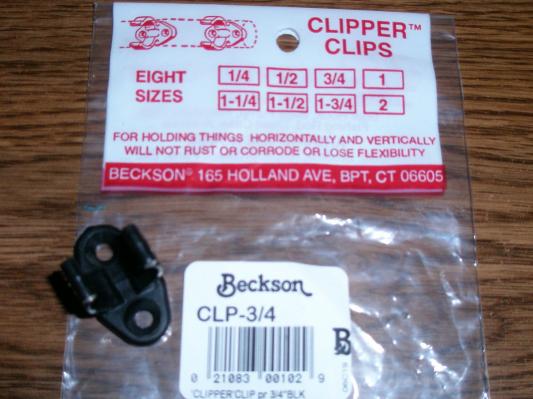 CLIPPER™
CLIPS
EIGHT SIZES
1/4 1/2 3/4 1
1-1/4 1-1/2 1-3/4 2
FOR HOLDING THINGS HORIZONTALLY AND VERTICALLY
WILL NOT RUST OR CORRODE OR LOSE FLEXIBILITY
BECKSON® 165 HOLLAND AVE, BPT, CT 06605
Beckson
CLP-3/4
B
0 21083 00102 9
'CLIPPER'CLIP pr 3/4"BLK